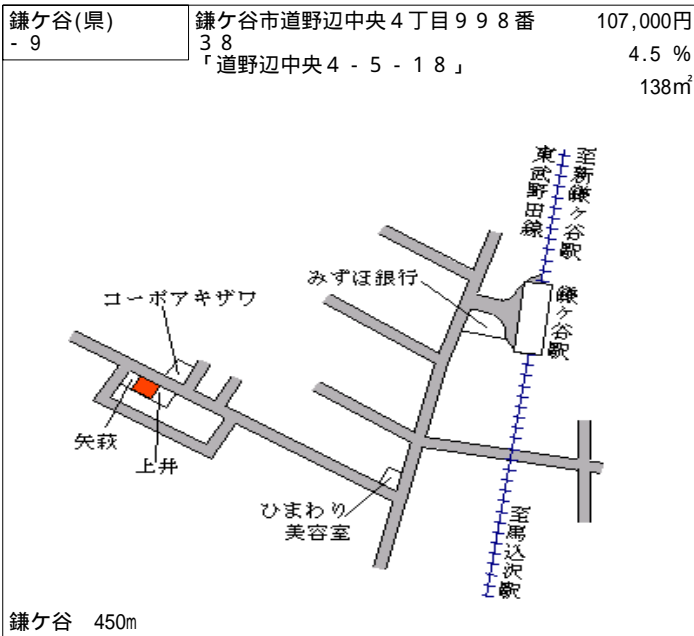 鎌ケ谷(県)
- 9
鎌ケ谷市道野辺中央４丁目９９８番
３８
「道野辺中央４－５－１８」
107,000円
4.5 %
138㎡
至新鎌ケ谷駅
東武野田線
みずほ銀行
鎌ケ谷駅
コーポアキザワ
矢萩
上井
ひまわり
美容室
至馬込沢駅
鎌ケ谷　450m